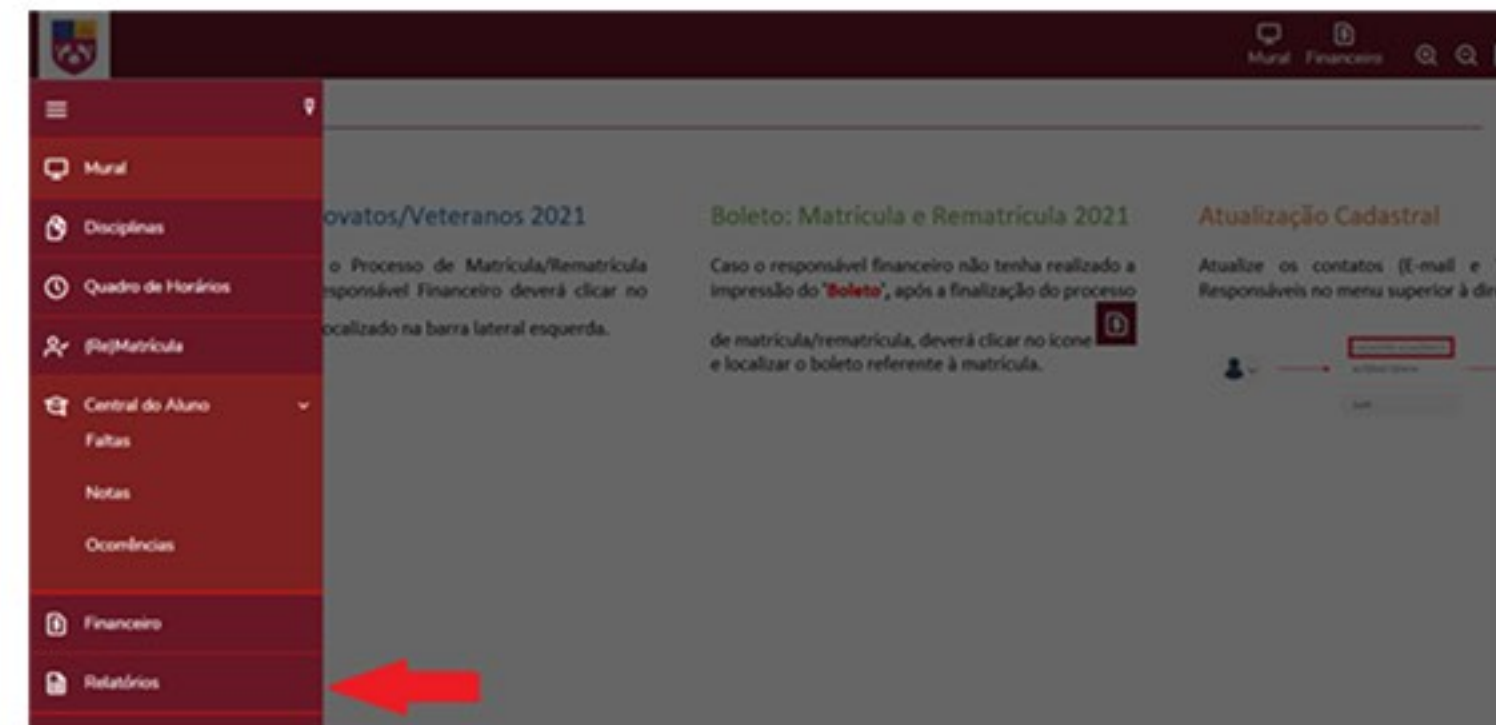 Mural Financeiro
Mural
Disciplinas
Quadro de Horários
(Re)Matrícula
Central do Aluno
Faltas
Notas
Ocorrências
Financeiro
Relatórios
ovatos/Veteranos 2021
o Processo de Matrícula/Rematrícula
esponsável Financeiro deverá clicar no
ocalizado na barra lateral esquerda.
Boleto: Matrícula e Rematrícula 2021
Caso o responsável financeiro não tenha realizado a
impressão do "Boleto", após a finalização do processo
de matrícula/rematrícula, deverá clicar no ícone
e localizar o boleto referente à matrícula.
Atualização Cadastral
Atualize os contatos (E-mail e
Responsáveis no menu superior à dir